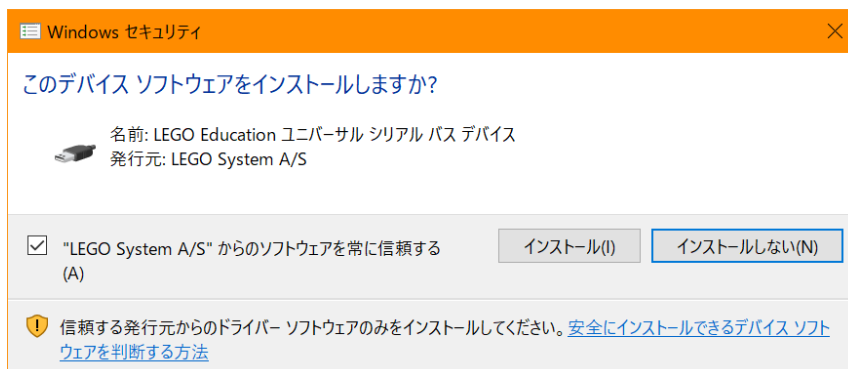 Windows セキュリティ
このデバイス ソフトウェアをインストールしますか?
名前: LEGO Education ユニバーサル シリアル バス デバイス
発行元: LEGO System A/S
"LEGO System A/S" からのソフトウェアを常に信頼する
(A)
インストール(I)
インストールしない(N)
信頼する発行元からのドライバー ソフトウェアのみをインストールしてください。安全にインストールできるデバイス ソフト
ウェアを判断する方法